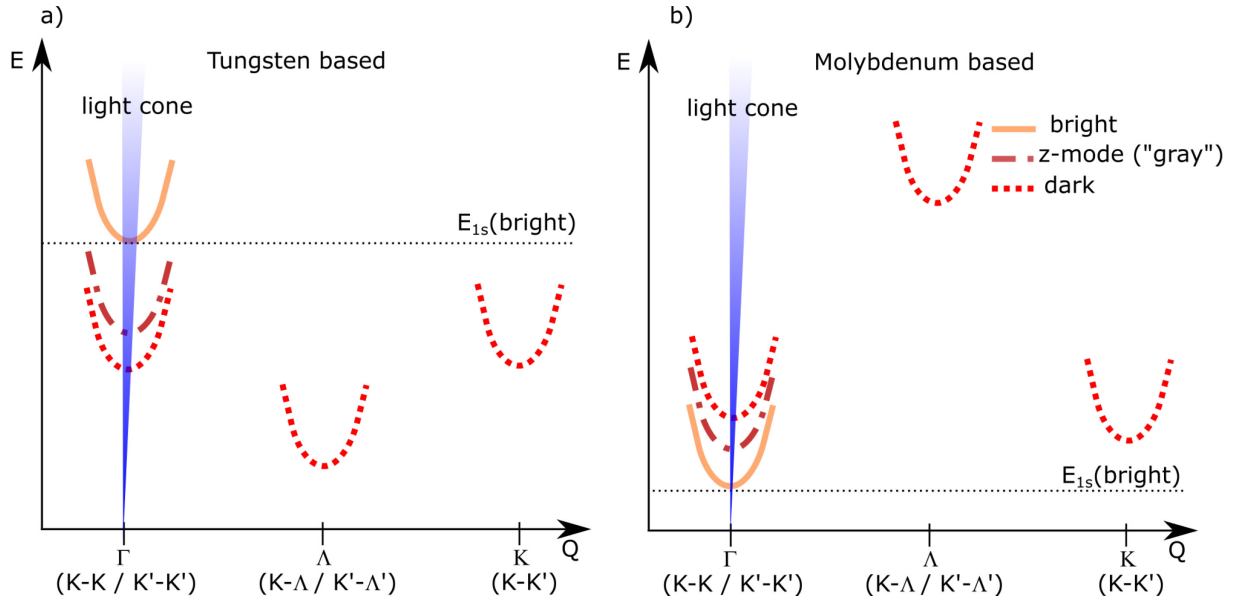 a)
E
Tungsten based
light cone
E1s(bright)
Γ
Λ
K
Q
(K-K / K'-K')
(K-Λ / K'-Λ')
(K-K')
b)
E
Molybdenum based
light cone
bright
z-mode ("gray")
dark
E1s(bright)
Γ
Λ
K
Q
(K-K / K'-K')
(K-Λ / K'-Λ')
(K-K')